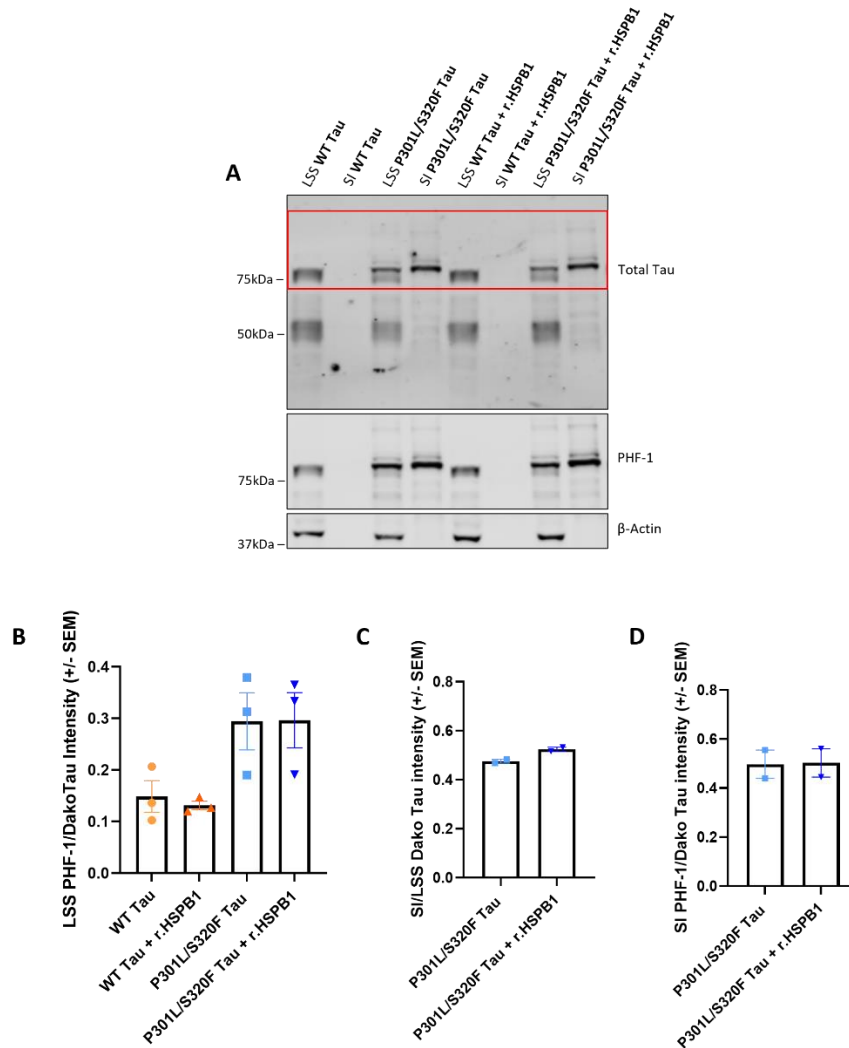 LSS WT Tau
SI WT Tau
LSS P301L/S320F Tau
SI P301L/S320F Tau
LSS WT Tau + r.HSPB1
SI WT Tau + r.HSPB1
LSS P301L/S320F Tau + r.HSPB1
SI P301L/S320F Tau + r.HSPB1
A
Total Tau
75kDa
50kDa
PHF-1
75kDa
β-Actin
37kDa
B
LSS PHF-1/DakoTau Intensity (+/- SEM)
0.4
0.3
0.2
0.1
0.0
WT Tau
WT Tau + r.HSPB1
P301L/S320F Tau
P301L/S320F Tau + r.HSPB1
C
SI/LSS Dako Tau Intensity (+/- SEM)
0.8
0.6
0.4
0.2
0.0
P301L/S320F Tau
P301L/S320F Tau + r.HSPB1
D
SI PHF-1/Dako Tau intensity (+/- SEM)
0.8
0.6
0.4
0.2
0.0
P301L/S320F Tau
P301L/S320F Tau + r.HSPB1